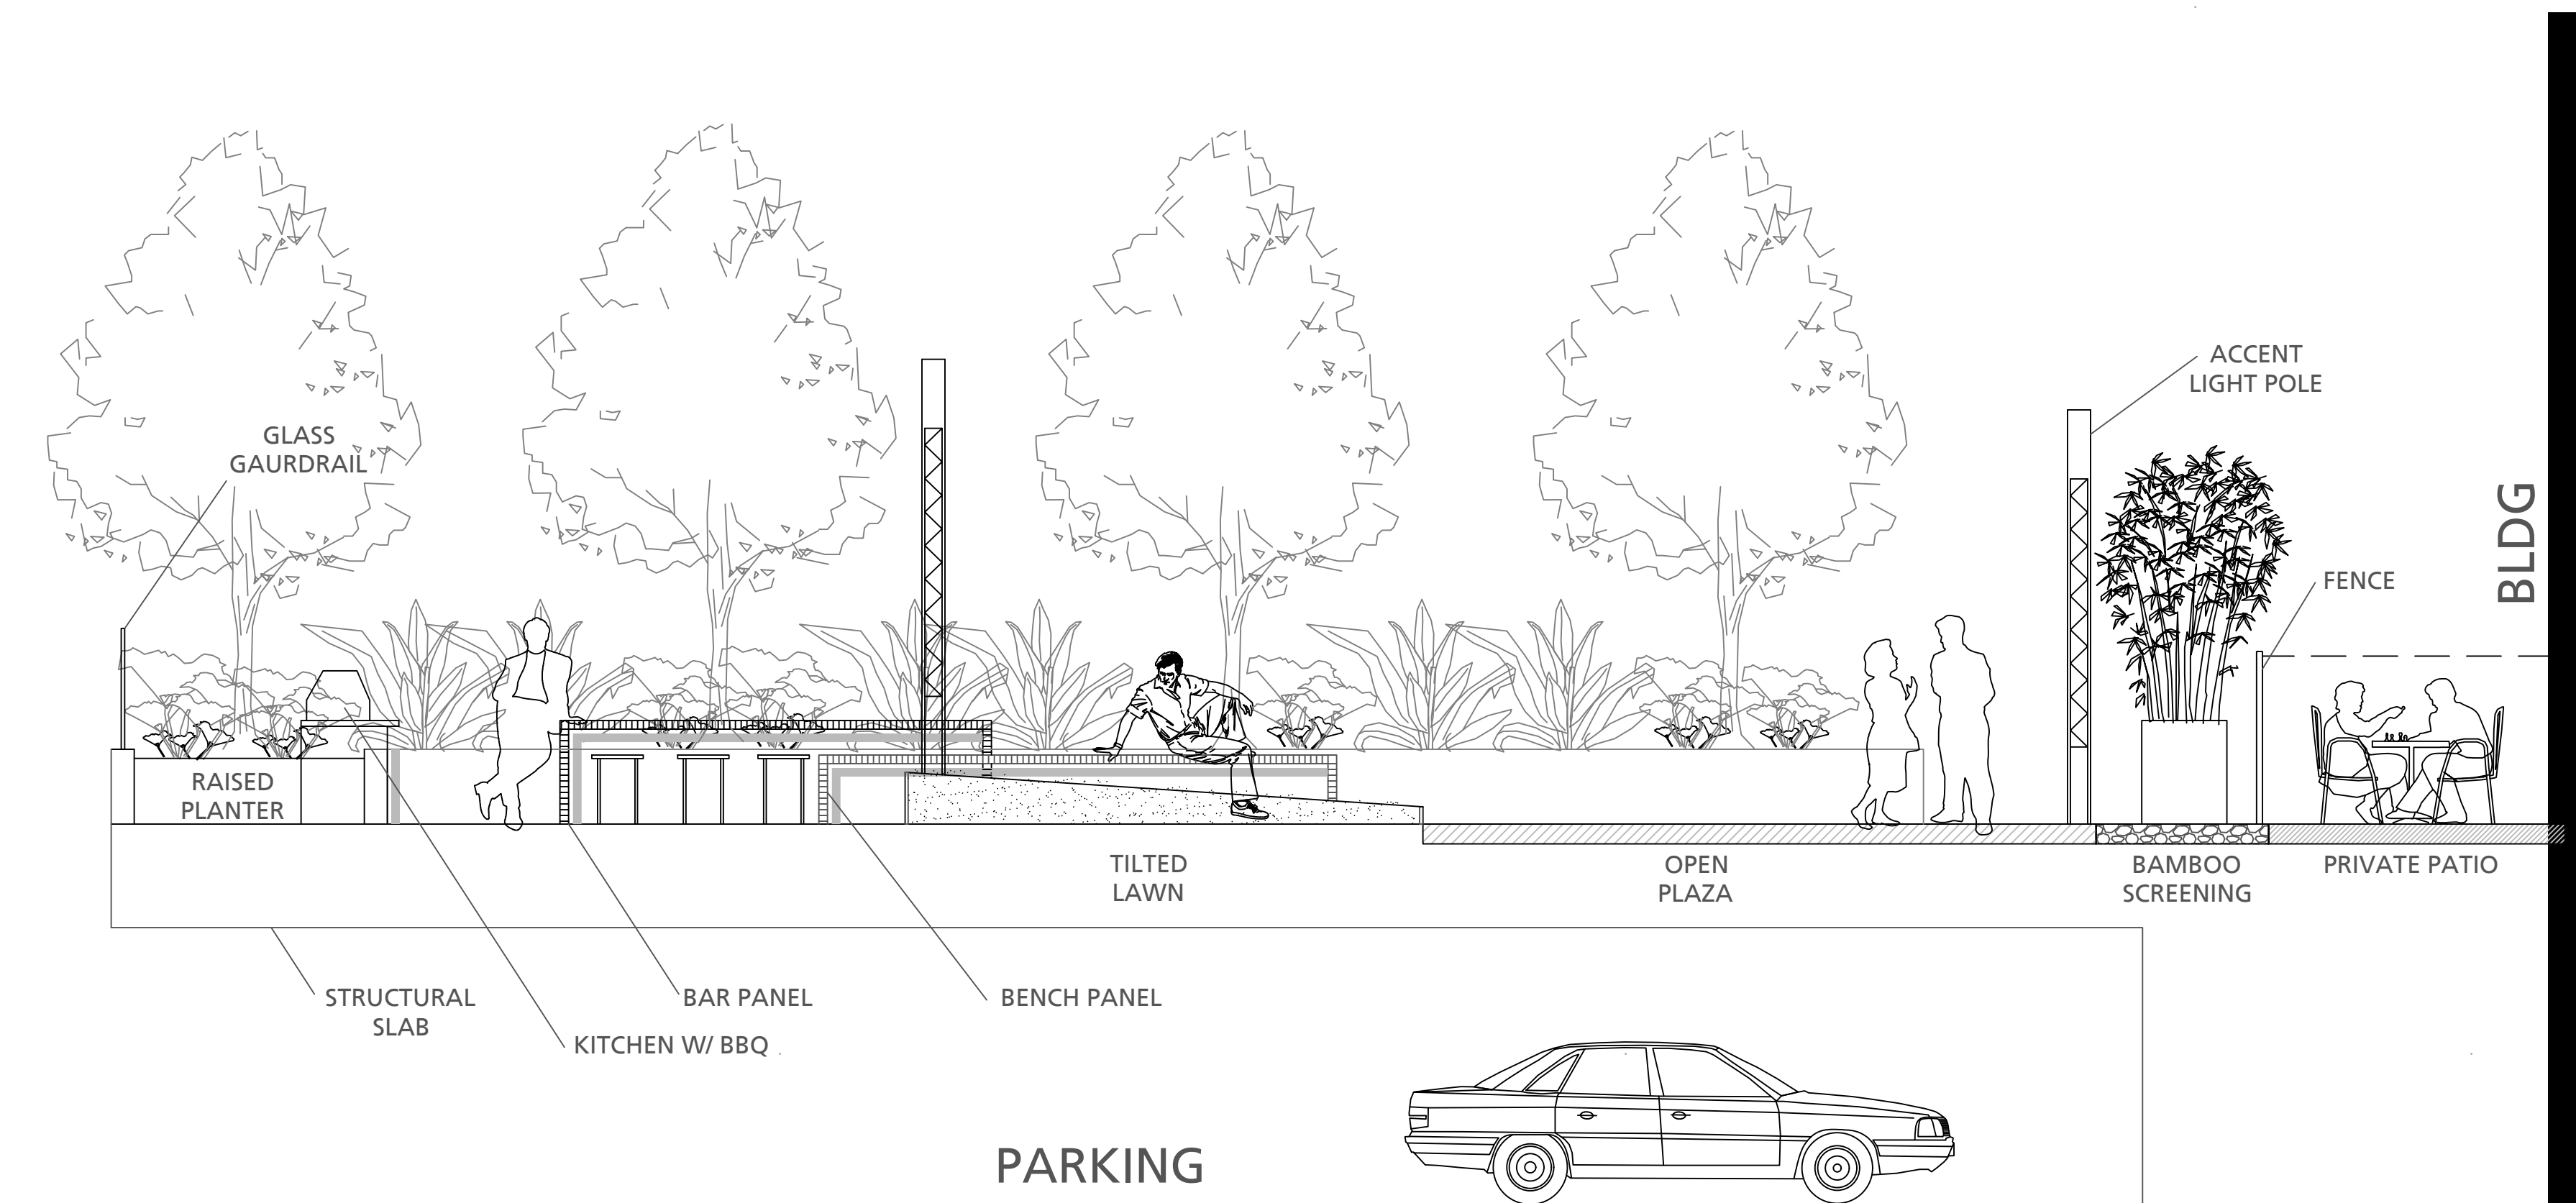 ACCENT
LIGHT POLE
GLASS
GAURDRAIL
BLDG
FENCE
RAISED
PLANTER
TILTED
LAWN
OPEN
PLAZA
BAMBOO
SCREENING
PRIVATE PATIO
STRUCTURAL
SLAB
BAR PANEL
BENCH PANEL
KITCHEN W/ BBQ
PARKING